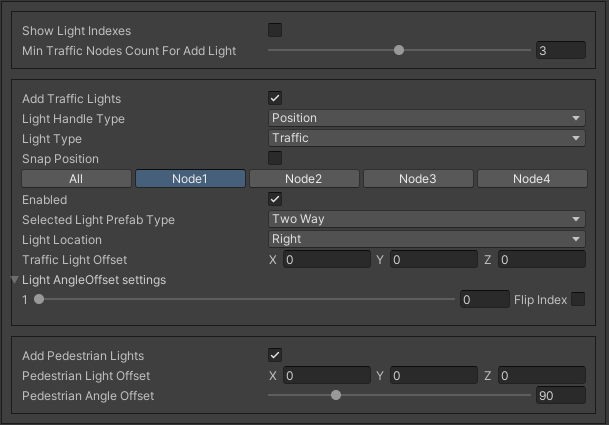 Show Light Indexes
Min Traffic Nodes Count For Add Light 3
Add Traffic Lights
Light Handle Type Position
Light Type Traffic
Snap Position
All Node1 Node2 Node3 Node4
Enabled
Selected Light Prefab Type Two Way
Light Location Right
Traffic Light Offset X 0 Y 0 Z 0
Light AngleOffset settings
1 0 Flip Index
Add Pedestrian Lights
Pedestrian Light Offset X 0 Y 0 Z 0
Pedestrian Angle Offset 90